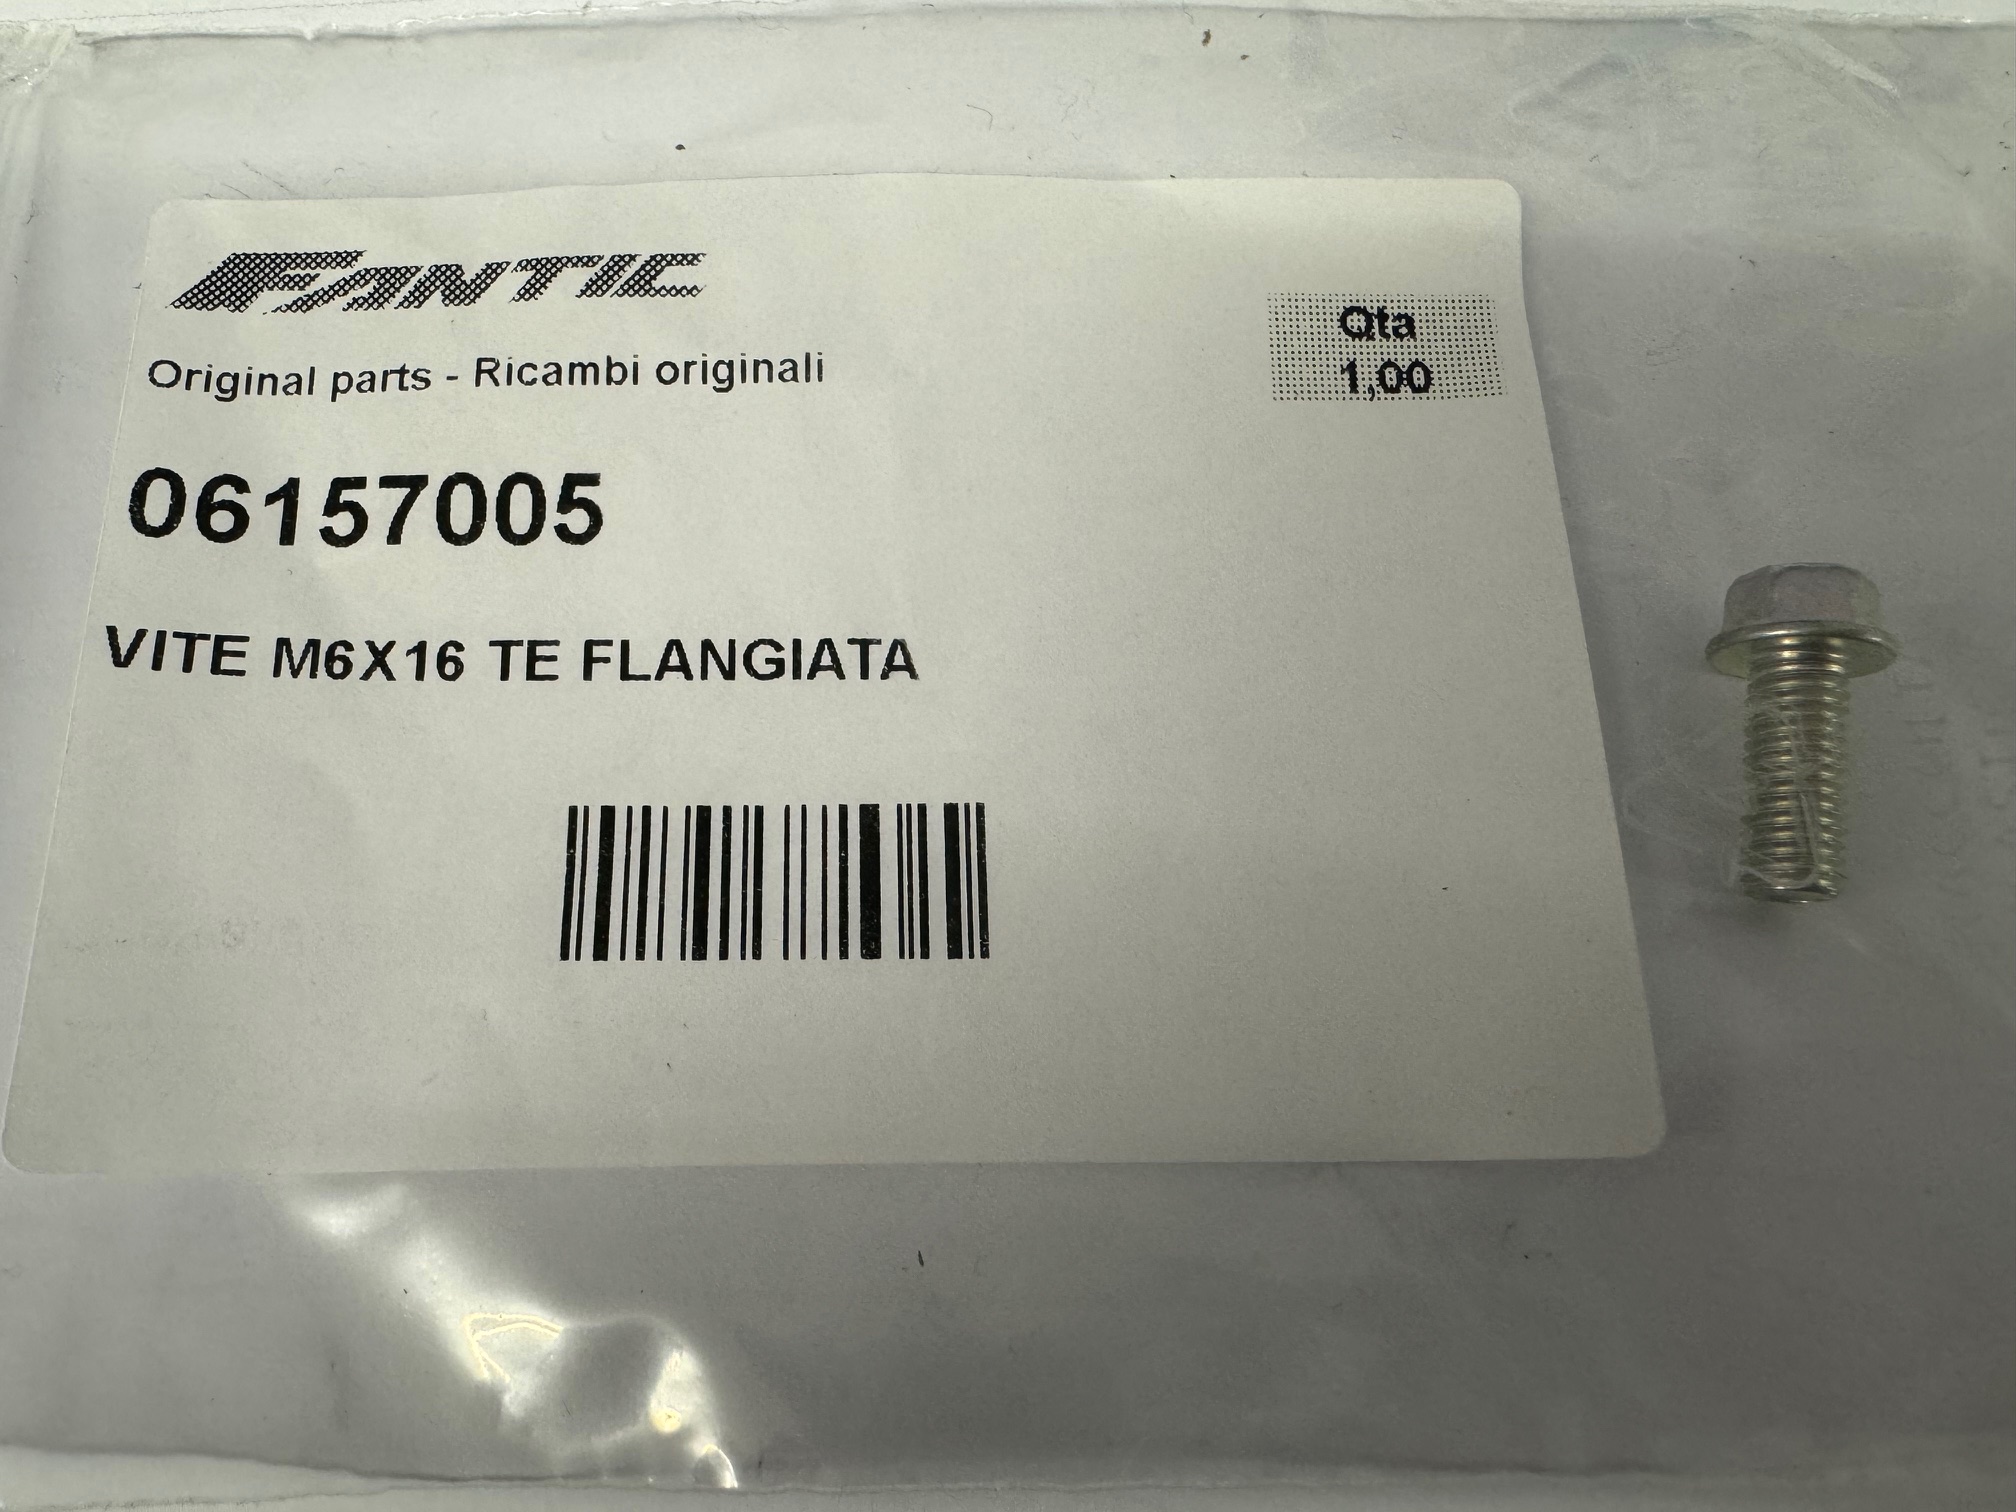 FANTIC
Original parts - Ricambi originali
Qta
1,00
06157005
VITE M6X16 TE FLANGIATA